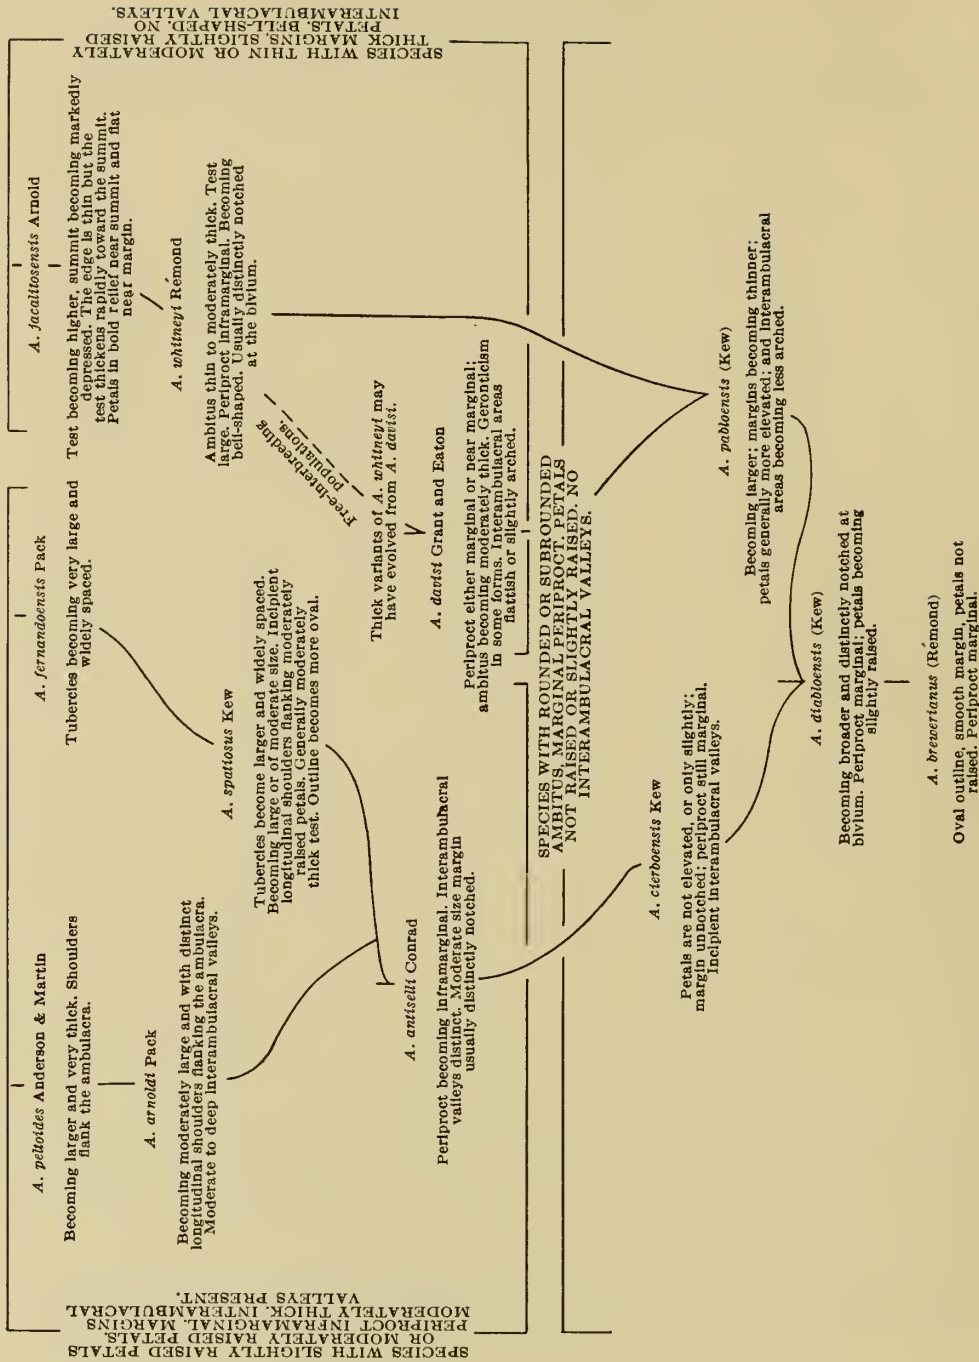 SPECIES WITH SLIGHTLY RAISED PETALS
OR MODERATELY RAISED PETALS.
PERIPROCT INFRAMARGINAL. MARGINS
MODERATELY THICK. INTERAMBULACRAL
VALLEYS PRESENT.
A. peltoides Anderson & Martin
Becoming larger and very thick. Shoulders
flank the ambulacra.
A. arnoldi Pack
Becoming moderately large and with distinct
longitudinal shoulders flanking the ambulacra.
Moderate to deep interambulacral valleys.
A. fernandoensis Pack
Tubercles becoming very large and
widely spaced.
A. spatiosus Kew
Tubercles become larger and widely spaced.
Becoming large or of moderate size. Incipient
longitudinal shoulders flanking moderately
raised petals. Generally moderately
thick test. Outline becomes more oval.
A. antiselli Conrad
Periproct becoming inframarginal. Interambulacral
valleys distinct. Moderate size margin
usually distinctly notched.
A. jacalitosensis Arnold
Test becoming higher, summit becoming markedly
depressed. The edge is thin but the
test thickens rapidly toward the summit.
Petals in bold relief near summit and flat
near margin.
A. whitneyi Rémond
Ambitus thin to moderately thick. Test
large. Periproct inframarginal. Becoming
bell-shaped. Usually distinctly notched
at the bivium.
Free-interbreeding
populations.
Thick variants of A. whitneyi may
have evolved from A. davisi.
A. davisi Grant and Eaton
Periproct either marginal or near marginal;
ambitus becoming moderately thick. Geronticism
in some forms. Interambulacral areas
flattish or slightly arched.
SPECIES WITH THIN OR MODERATELY
THICK MARGINS, SLIGHTLY RAISED
PETALS. BELL-SHAPED. NO
INTERAMBULACRAL VALLEYS.
SPECIES WITH ROUNDED OR SUBROUNDED
AMBITUS, MARGINAL PERIPROCT. PETALS
NOT RAISED OR SLIGHTLY RAISED. NO
INTERAMBULACRAL VALLEYS.
A. cierboensis Kew
Petals are not elevated, or only slightly;
margin unnotched; periproct still marginal.
Incipient interambulacral valleys.
A. pabloensis (Kew)
Becoming larger; margins becoming thinner;
petals generally more elevated; and interambulacral
areas becoming less arched.
A. diabloensis (Kew)
Becoming broader and distinctly notched at
bivium. Periproct marginal; petals becoming
slightly raised.
A. brewerianus (Rémond)
Oval outline, smooth margin, petals not
raised. Periproct marginal.